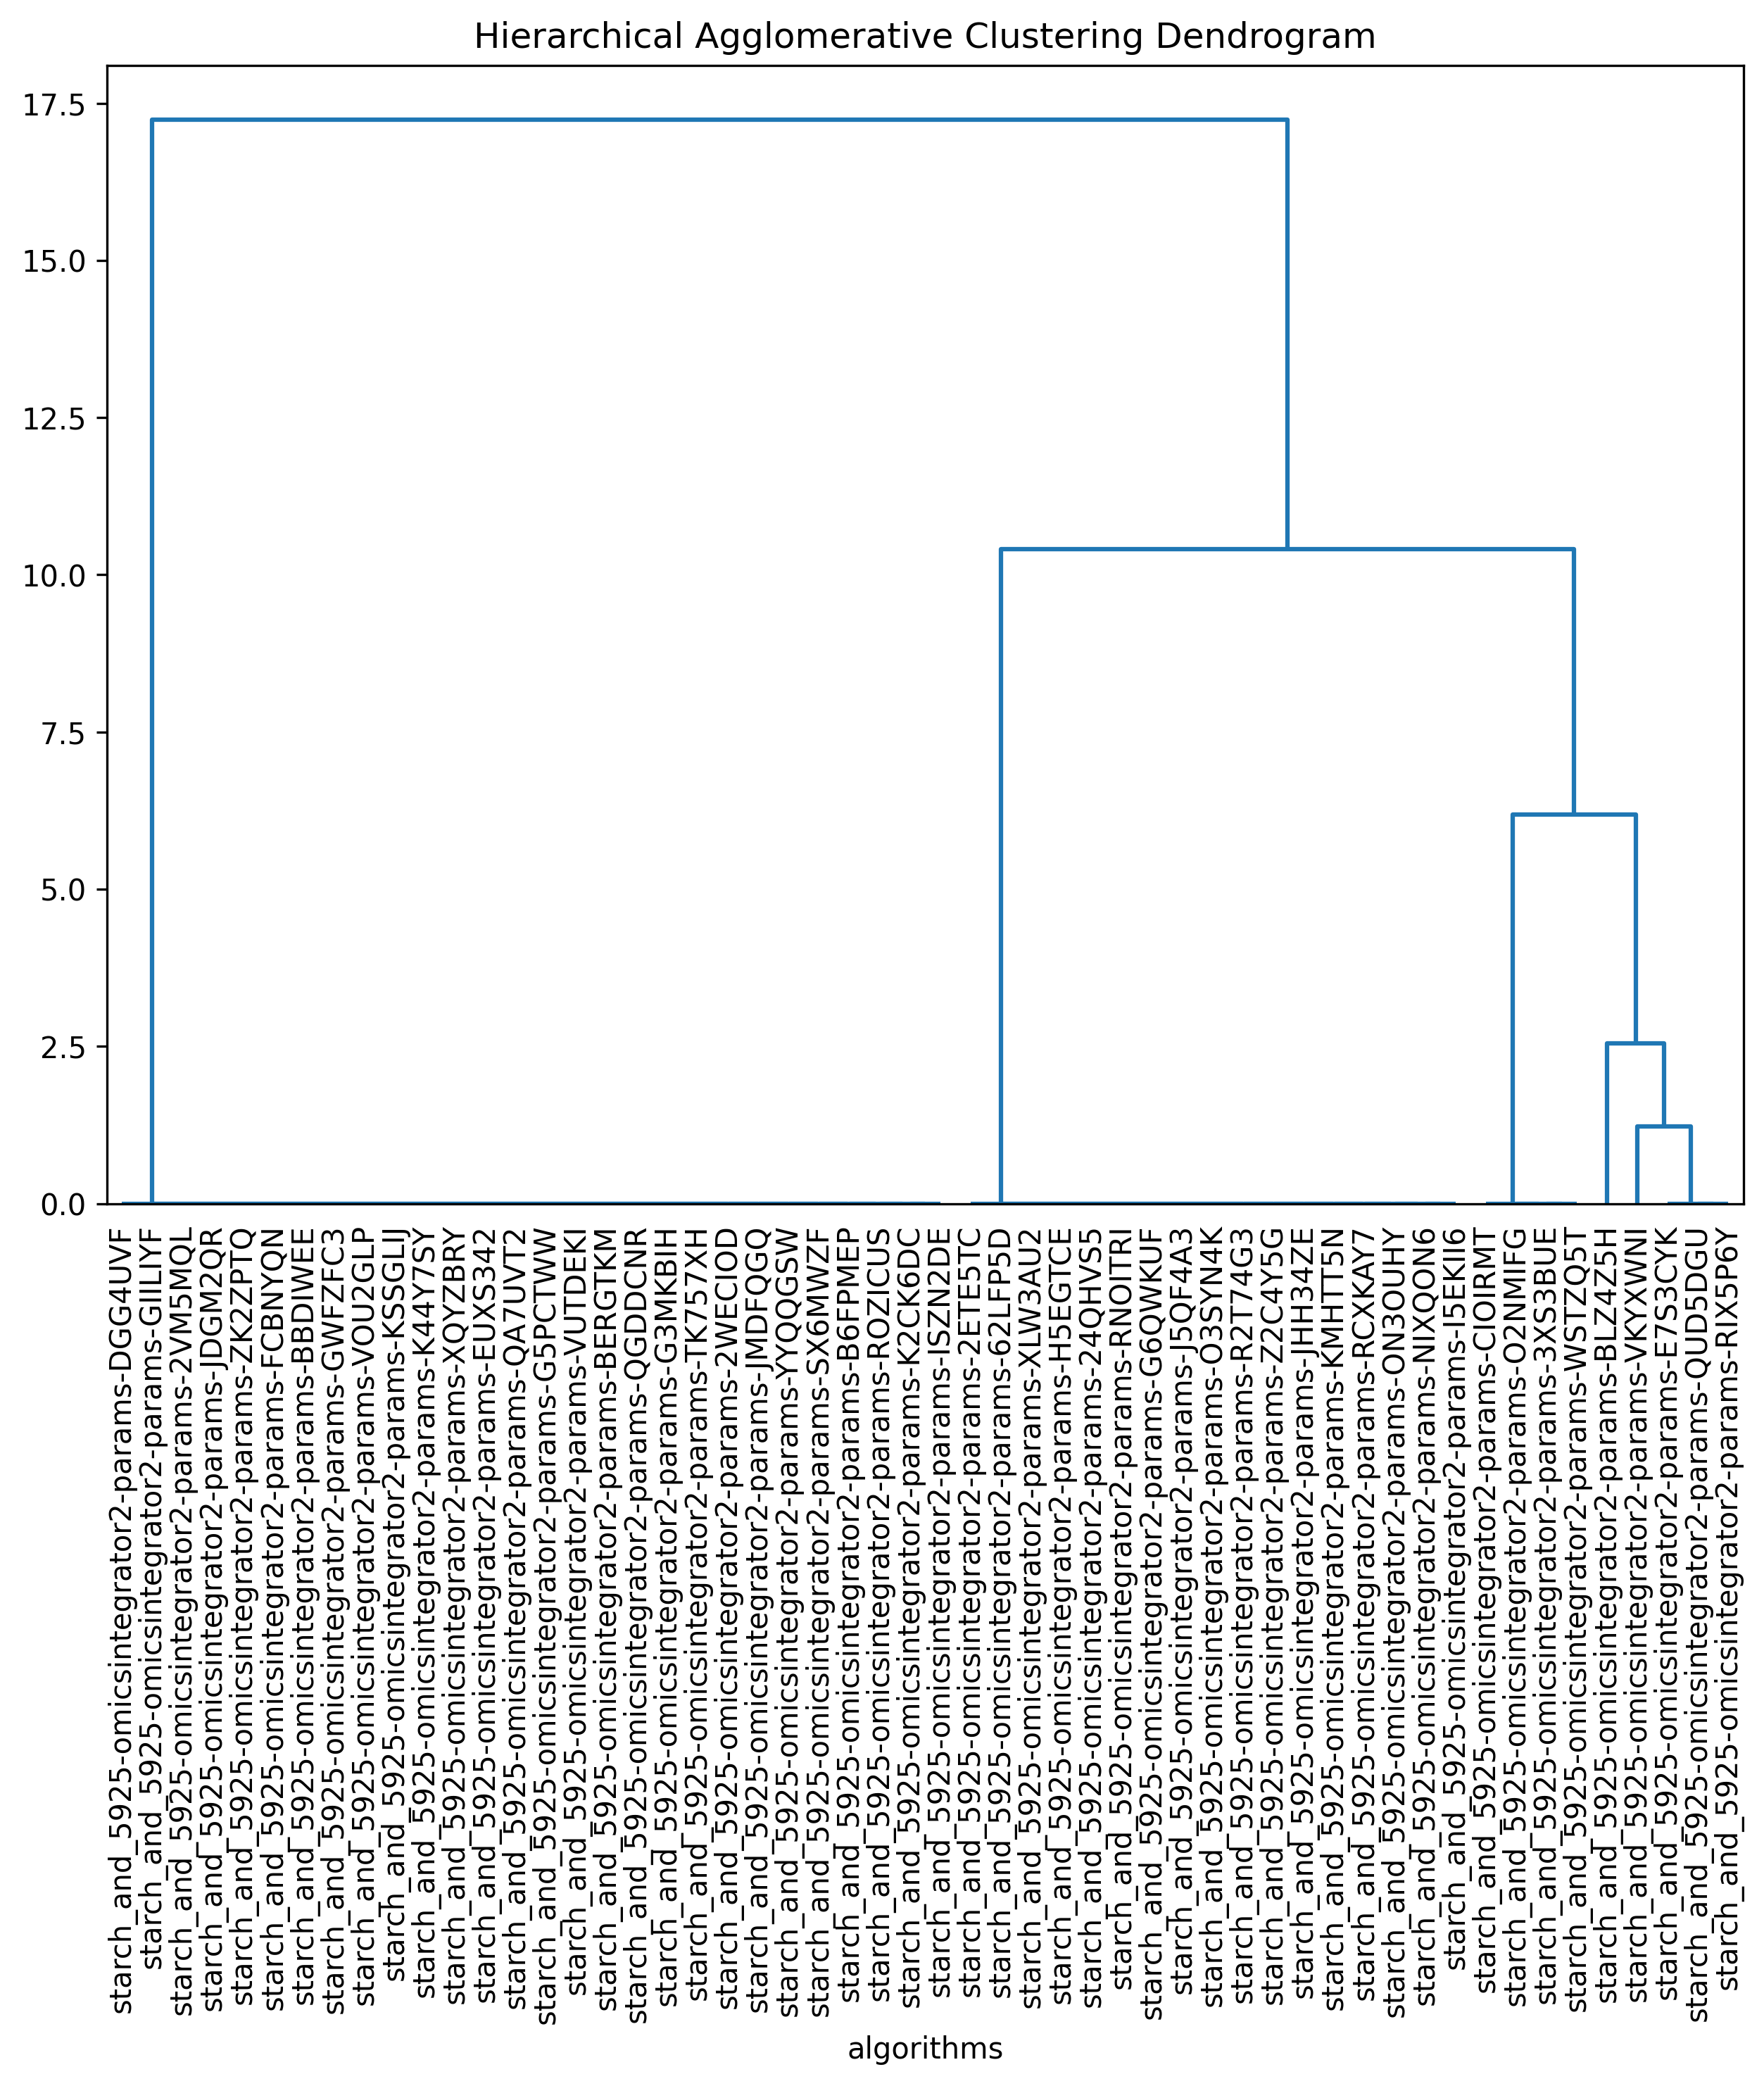 Hierarchical Agglomerative Clustering Dendrogram
17.5
15.0
12.5
10.0
7.5
5.0
2.5
0.0
starch_and_5925-omicsintegrator2-params-DGG4UVF
starch_and_5925-omicsintegrator2-params-GIILIYF
starch_and_5925-omicsintegrator2-params-2VM5MQL
starch_and_5925-omicsintegrator2-params-JDGM2QR
starch_and_5925-omicsintegrator2-params-ZK2ZPTQ
starch_and_5925-omicsintegrator2-params-FCBNYQN
starch_and_5925-omicsintegrator2-params-BBDIWEE
starch_and_5925-omicsintegrator2-params-GWFZFC3
starch_and_5925-omicsintegrator2-params-VOU2GLP
starch_and_5925-omicsintegrator2-params-KSSGLIJ
starch_and_5925-omicsintegrator2-params-K44Y7SY
starch_and_5925-omicsintegrator2-params-XQYZBRY
starch_and_5925-omicsintegrator2-params-EUXS342
starch_and_5925-omicsintegrator2-params-QA7UVT2
starch_and_5925-omicsintegrator2-params-G5PCTWW
starch_and_5925-omicsintegrator2-params-VUTDEKI
starch_and_5925-omicsintegrator2-params-BERGTKM
starch_and_5925-omicsintegrator2-params-QGDDCNR
starch_and_5925-omicsintegrator2-params-G3MKBIH
starch_and_5925-omicsintegrator2-params-TK757XH
starch_and_5925-omicsintegrator2-params-2WECIOD
starch_and_5925-omicsintegrator2-params-JMDFQGQ
starch_and_5925-omicsintegrator2-params-YYQQGSW
starch_and_5925-omicsintegrator2-params-SX6MWZF
starch_and_5925-omicsintegrator2-params-B6FPMEP
starch_and_5925-omicsintegrator2-params-ROZICUS
starch_and_5925-omicsintegrator2-params-K2CK6DC
starch_and_5925-omicsintegrator2-params-ISZN2DE
starch_and_5925-omicsintegrator2-params-2ETE5TC
starch_and_5925-omicsintegrator2-params-62LFP5D
starch_and_5925-omicsintegrator2-params-XLW3AU2
starch_and_5925-omicsintegrator2-params-H5EGTCE
starch_and_5925-omicsintegrator2-params-24QHVS5
starch_and_5925-omicsintegrator2-params-RNOITRI
starch_and_5925-omicsintegrator2-params-G6QWKUF
starch_and_5925-omicsintegrator2-params-J5QF4A3
starch_and_5925-omicsintegrator2-params-O3SYN4K
starch_and_5925-omicsintegrator2-params-R2T74G3
starch_and_5925-omicsintegrator2-params-Z2C4Y5G
starch_and_5925-omicsintegrator2-params-JHH34ZE
starch_and_5925-omicsintegrator2-params-KMHTT5N
starch_and_5925-omicsintegrator2-params-RCXKAY7
starch_and_5925-omicsintegrator2-params-ON3OUHY
starch_and_5925-omicsintegrator2-params-NIXQON6
starch_and_5925-omicsintegrator2-params-I5EKII6
starch_and_5925-omicsintegrator2-params-CIOIRMT
starch_and_5925-omicsintegrator2-params-O2NMIFG
starch_and_5925-omicsintegrator2-params-3XS3BUE
starch_and_5925-omicsintegrator2-params-WSTZQ5T
starch_and_5925-omicsintegrator2-params-BLZ4Z5H
starch_and_5925-omicsintegrator2-params-VKYXWNI
starch_and_5925-omicsintegrator2-params-E7S3CYK
starch_and_5925-omicsintegrator2-params-QUD5DGU
starch_and_5925-omicsintegrator2-params-RIX5P6Y
algorithms